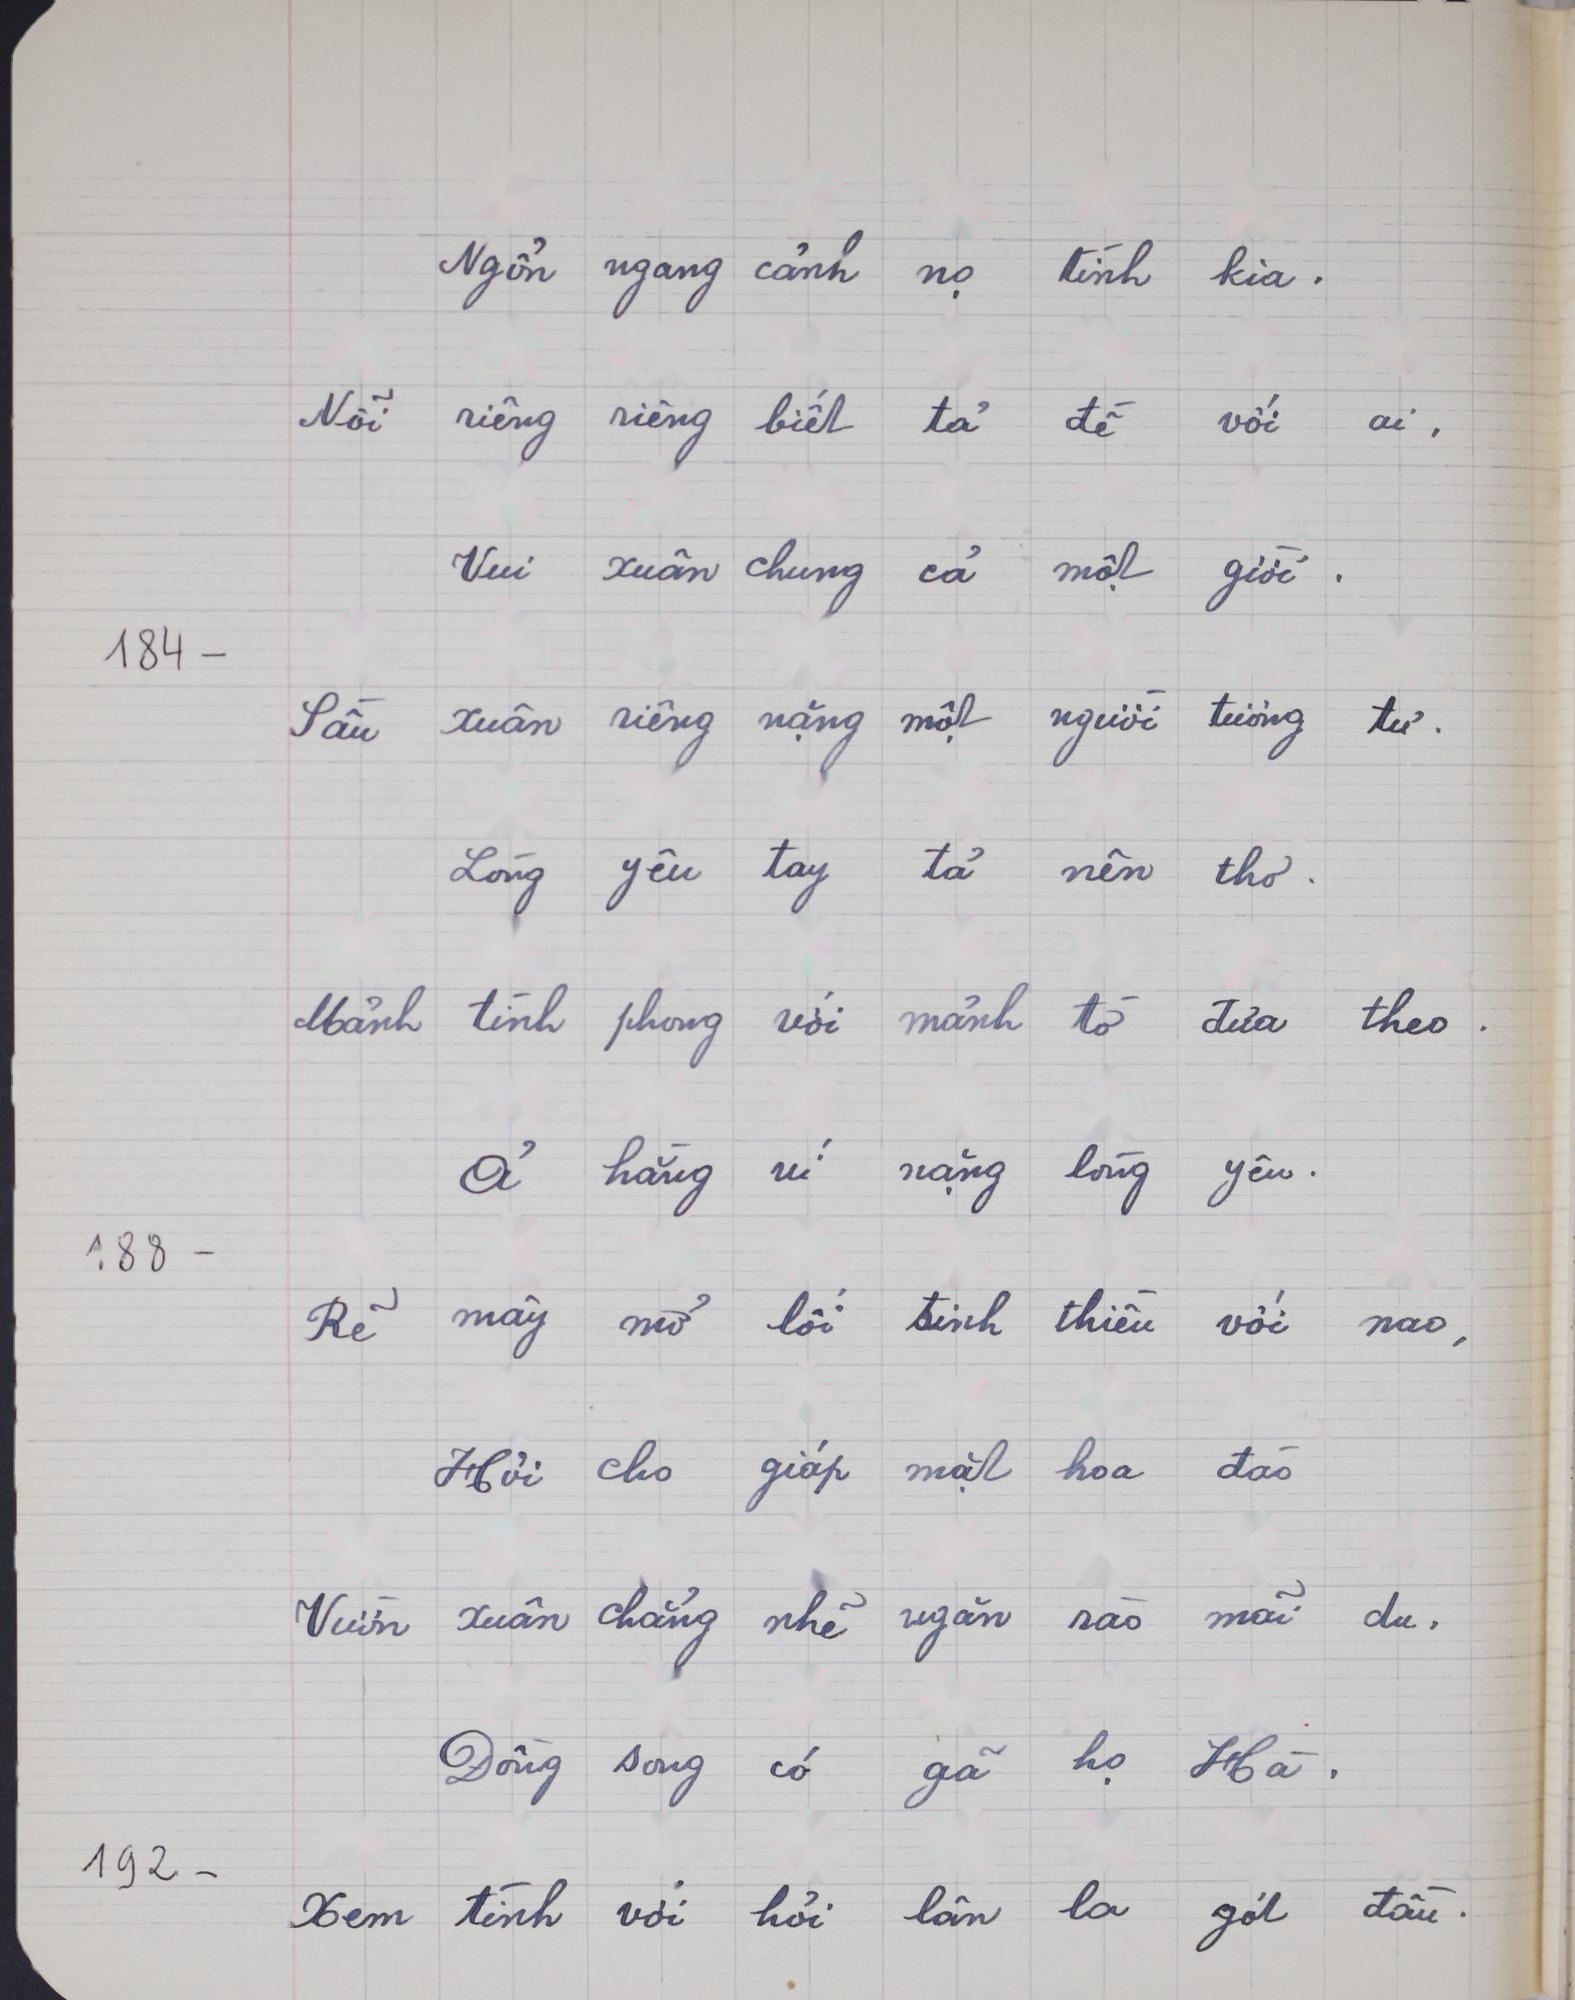 Ngổn ngang cảnh nọ tình kia.
Nỗi riêng riêng biết tả đề với ai,
Vui xuân chung cả một giời.
184 -
Sầu xuân riêng nặng một người tương tư.
Lòng yêu tay tả nên thơ.
Mảnh tình phong với mảnh tờ đưa theo.
Ả hằng ví nặng lòng yêu.
188 -
Rẽ mây mở lối tinh thiều với nao,
Hỏi cho giáp mặt hoa đào
Vườn xuân chẳng nhẽ ngăn rào mãi du.
Đồng song có gã họ Hà.
192 -
Xem tình với hỏi lân la gót đầu.